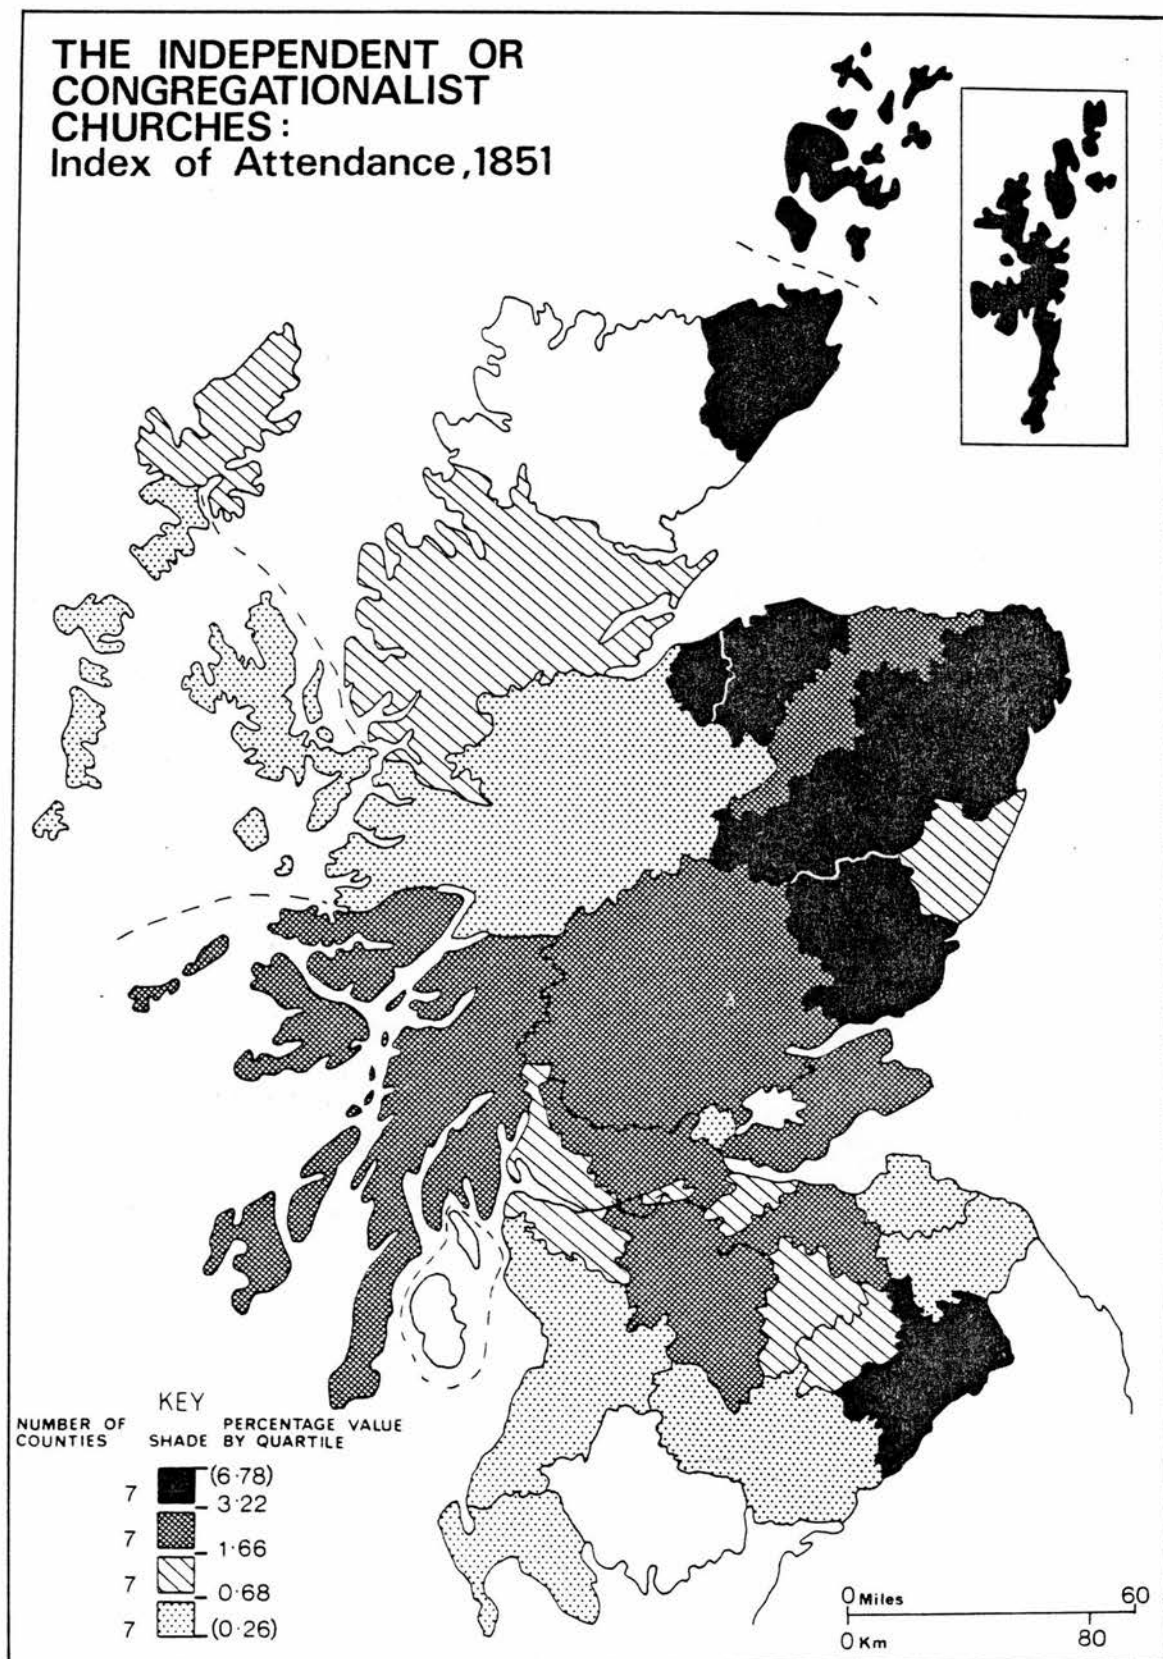 THE INDEPENDENT OR
CONGREGATIONALIST
CHURCHES:
Index of Attendance,1851
KEY
NUMBER OF COUNTIES SHADE PERCENTAGE VALUE BY QUARTILE
(6·78)
7
3·22
7
1·66
7
0·68
7 (0·26)
0 Miles 60
0 Km 80